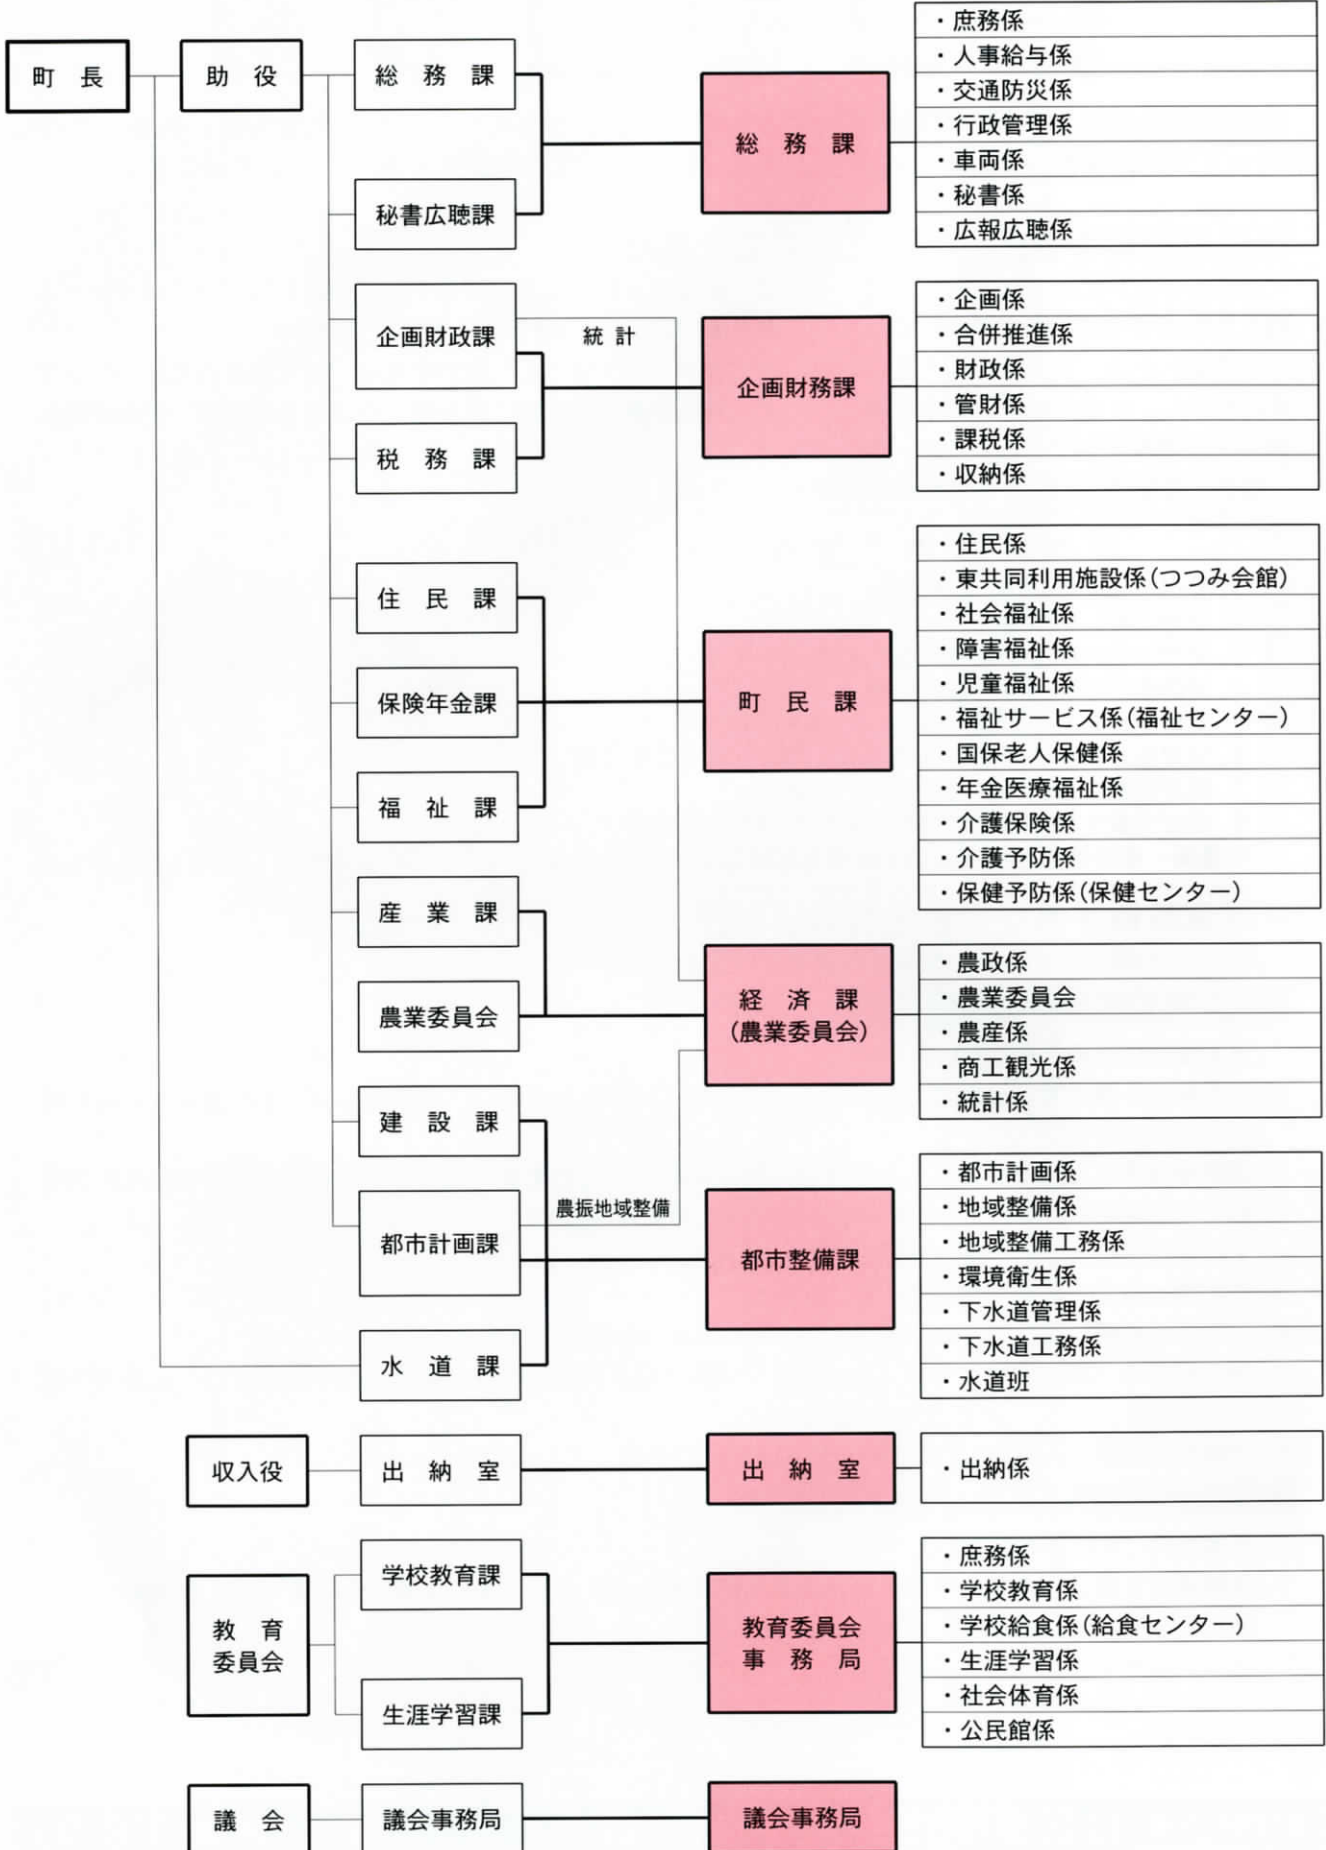 町長
助役
総務課
秘書広聴課
総務課
・庶務係
・人事給与係
・交通防災係
・行政管理係
・車両係
・秘書係
・広報広聴係
企画財政課
統計
税務課
企画財務課
・企画係
・合併推進係
・財政係
・管財係
・課税係
・収納係
住民課
保険年金課
福祉課
町民課
・住民係
・東共同利用施設係(つつみ会館)
・社会福祉係
・障害福祉係
・児童福祉係
・福祉サービス係(福祉センター)
・国保老人保健係
・年金医療福祉係
・介護保険係
・介護予防係
・保健予防係(保健センター)
産業課
農業委員会
経済課
(農業委員会)
・農政係
・農業委員会
・農産係
・商工観光係
・統計係
建設課
都市計画課
農振地域整備
水道課
都市整備課
・都市計画係
・地域整備係
・地域整備工務係
・環境衛生係
・下水道管理係
・下水道工務係
・水道班
収入役
出納室
出納室
・出納係
教育
委員会
学校教育課
生涯学習課
教育委員会
事務局
・庶務係
・学校教育係
・学校給食係(給食センター)
・生涯学習係
・社会体育係
・公民館係
議会
議会事務局
議会事務局